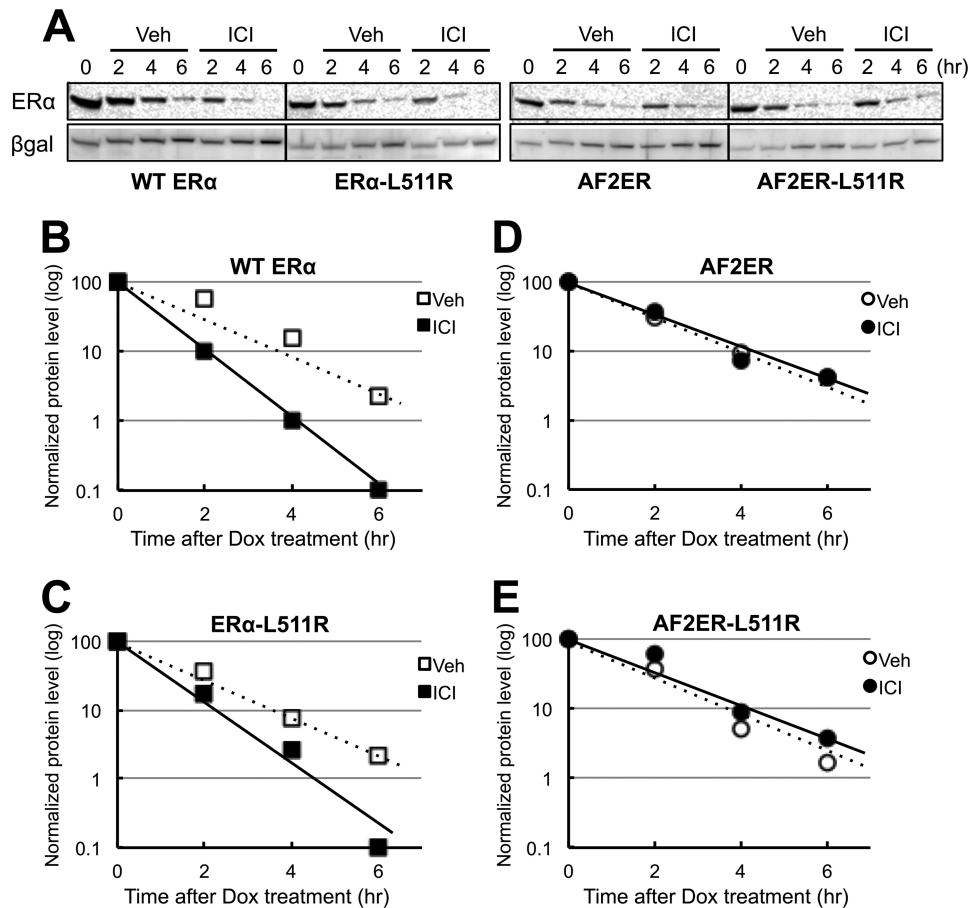 A
Veh ICI Veh ICI Veh ICI Veh ICI
0 2 4 6 2 4 6 0 2 4 6 2 4 6 0 2 4 6 2 4 6 0 2 4 6 2 4 6 (hr)
ERα
βgal
WT ERα ERα-L511R AF2ER AF2ER-L511R
B
WT ERα
Normalized protein level (log)
100
10
1
0.1
0 2 4 6
Time after Dox treatment (hr)
Veh
ICI
D
AF2ER
Normalized protein level (log)
100
10
1
0.1
0 2 4 6
Time after Dox treatment (hr)
Veh
ICI
C
ERα-L511R
Normalized protein level (log)
100
10
1
0.1
0 2 4 6
Time after Dox treatment (hr)
Veh
ICI
E
AF2ER-L511R
Normalized protein level (log)
100
10
1
0.1
0 2 4 6
Time after Dox treatment (hr)
Veh
ICI